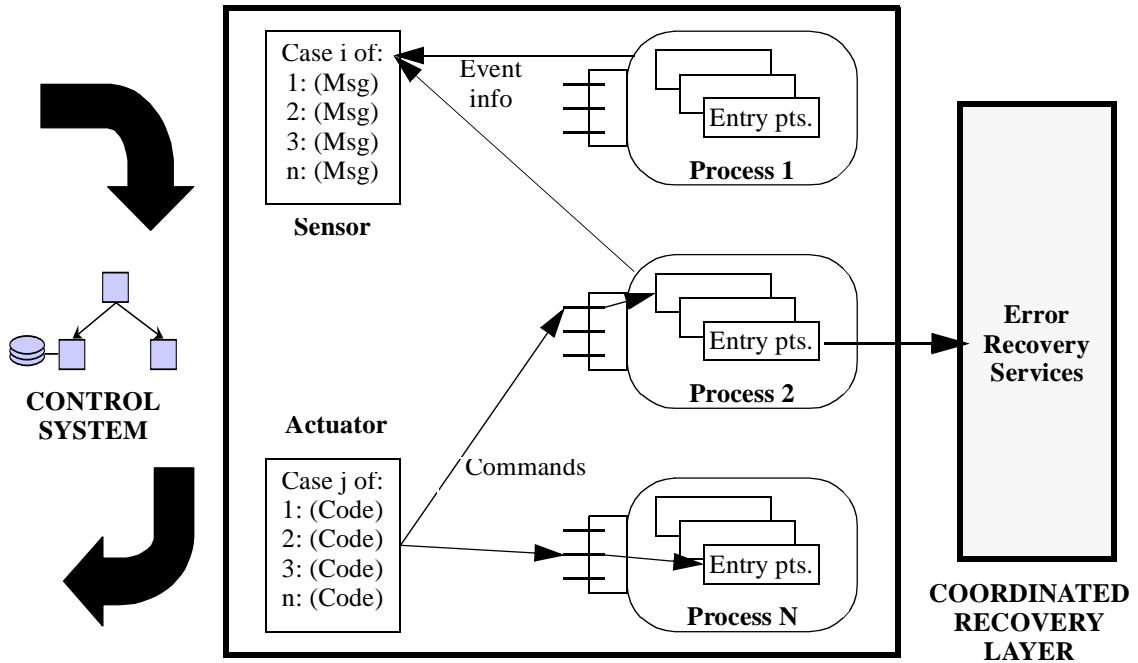 Case i of:
1: (Msg)
2: (Msg)
3: (Msg)
n: (Msg)
Sensor
Event
info
Entry pts.
Process 1
Entry pts.
Process 2
Error
Recovery
Services
CONTROL
SYSTEM
Actuator
Commands
Case j of:
1: (Code)
2: (Code)
3: (Code)
n: (Code)
Entry pts.
Process N
COORDINATED
RECOVERY
LAYER